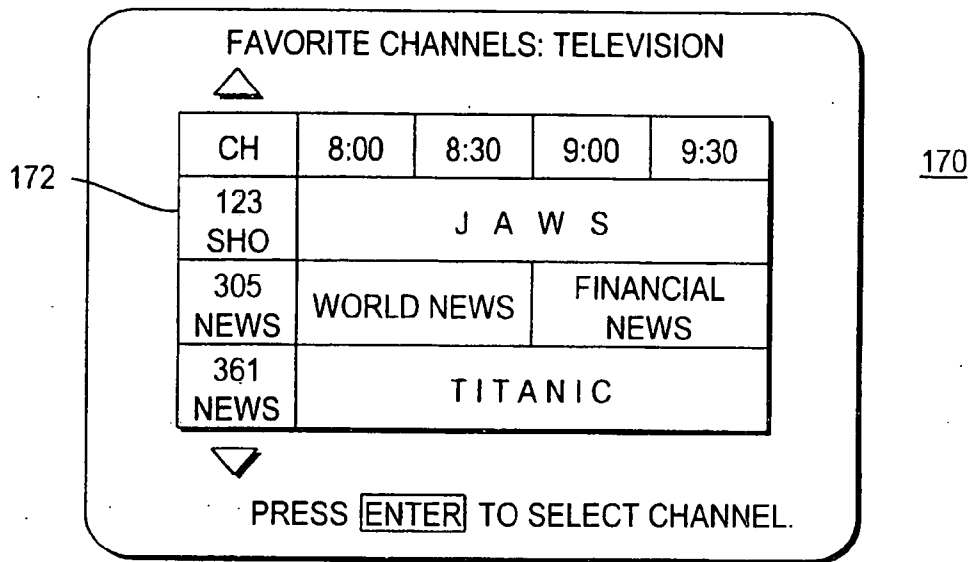 FAVORITE CHANNELS: TELEVISION
CH 8:00 8:30 9:00 9:30
172
170
123
SHO
J A W S
305
NEWS
WORLD NEWS
FINANCIAL
NEWS
361
NEWS
T I T A N I C
PRESS ENTER TO SELECT CHANNEL.